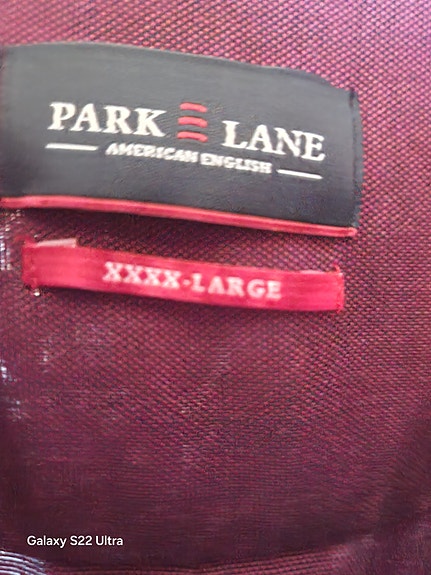 PARK LANE
AMERICAN ENGLISH
XXXX-LARGE
Galaxy S22 Ultra